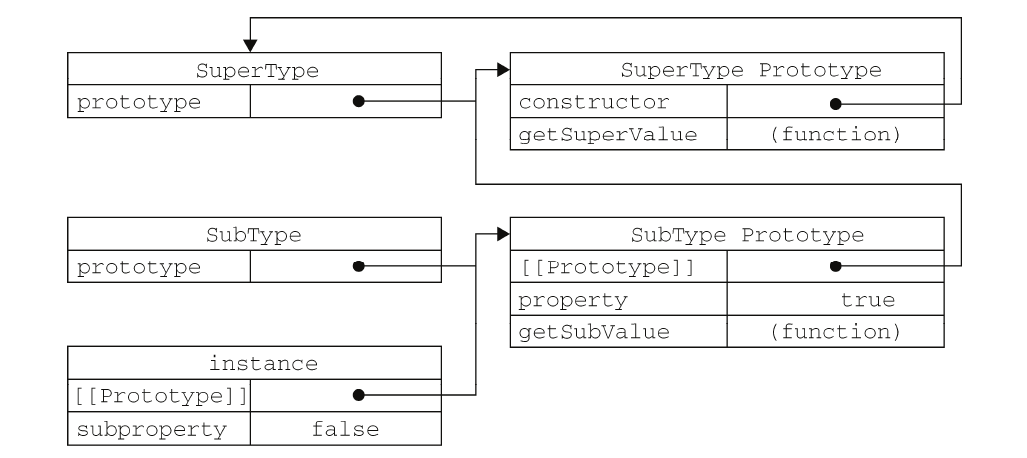 SuperType
prototype
SuperType Prototype
constructor
getSuperValue (function)
SubType
prototype
SubType Prototype
[[Prototype]]
property true
getSubValue (function)
instance
[[Prototype]]
subproperty false